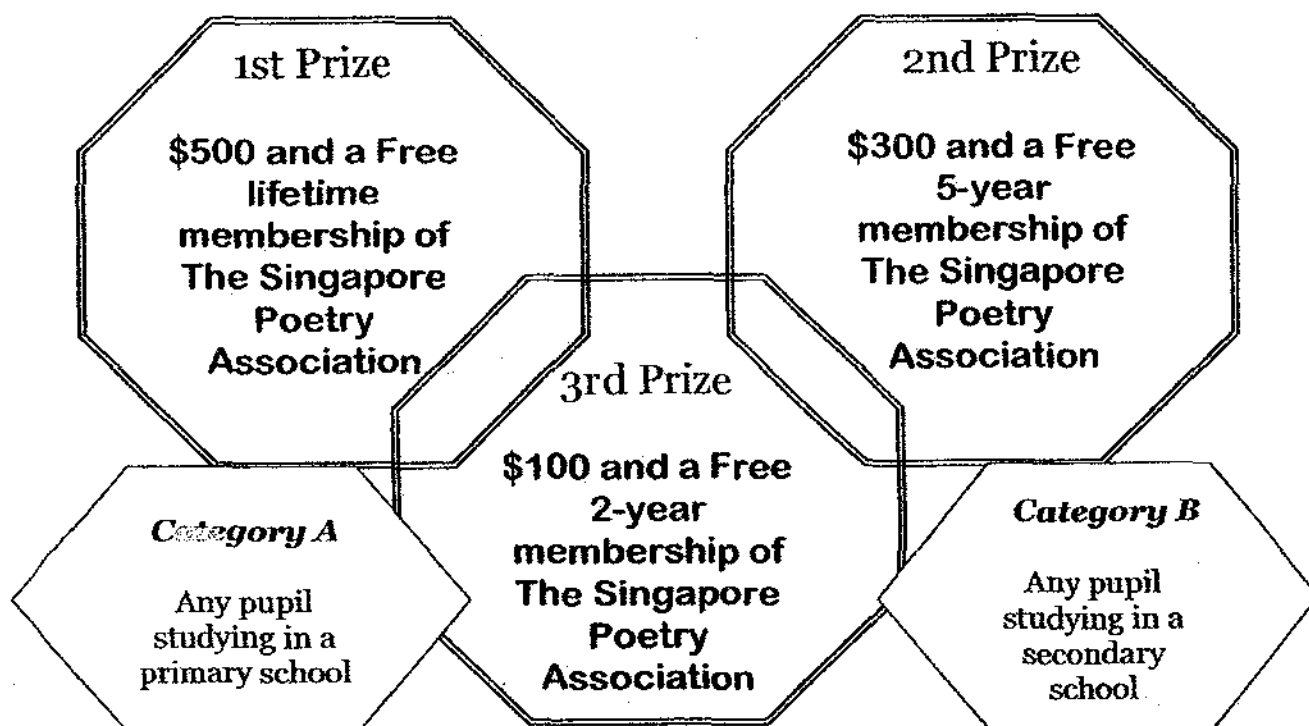 1st Prize
$500 and a Free
lifetime
membership of
The Singapore
Poetry
Association
2nd Prize
$300 and a Free
5-year
membership of
The Singapore
Poetry
Association
3rd Prize
$100 and a Free
2-year
membership of
The Singapore
Poetry
Association
Category A
Any pupil
studying in a
primary school
Category B
Any pupil
studying in a
secondary
school